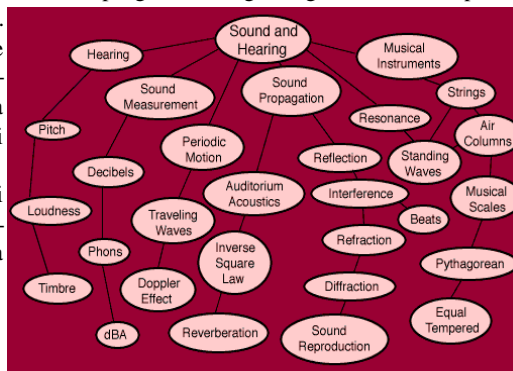 Sound and
Hearing
Hearing
Musical
Instruments
Sound
Measurement
Sound
Propagation
Strings
Pitch
Periodic
Motion
Resonance
Air
Columns
Decibels
Reflection
Standing
Waves
Auditorium
Acoustics
Interference
Musical
Scales
Loudness
Traveling
Waves
Beats
Phons
Inverse
Square
Law
Refraction
Pythagorean
Timbre
Doppler
Effect
Diffraction
dBA
Reverberation
Sound
Reproduction
Equal
Tempered